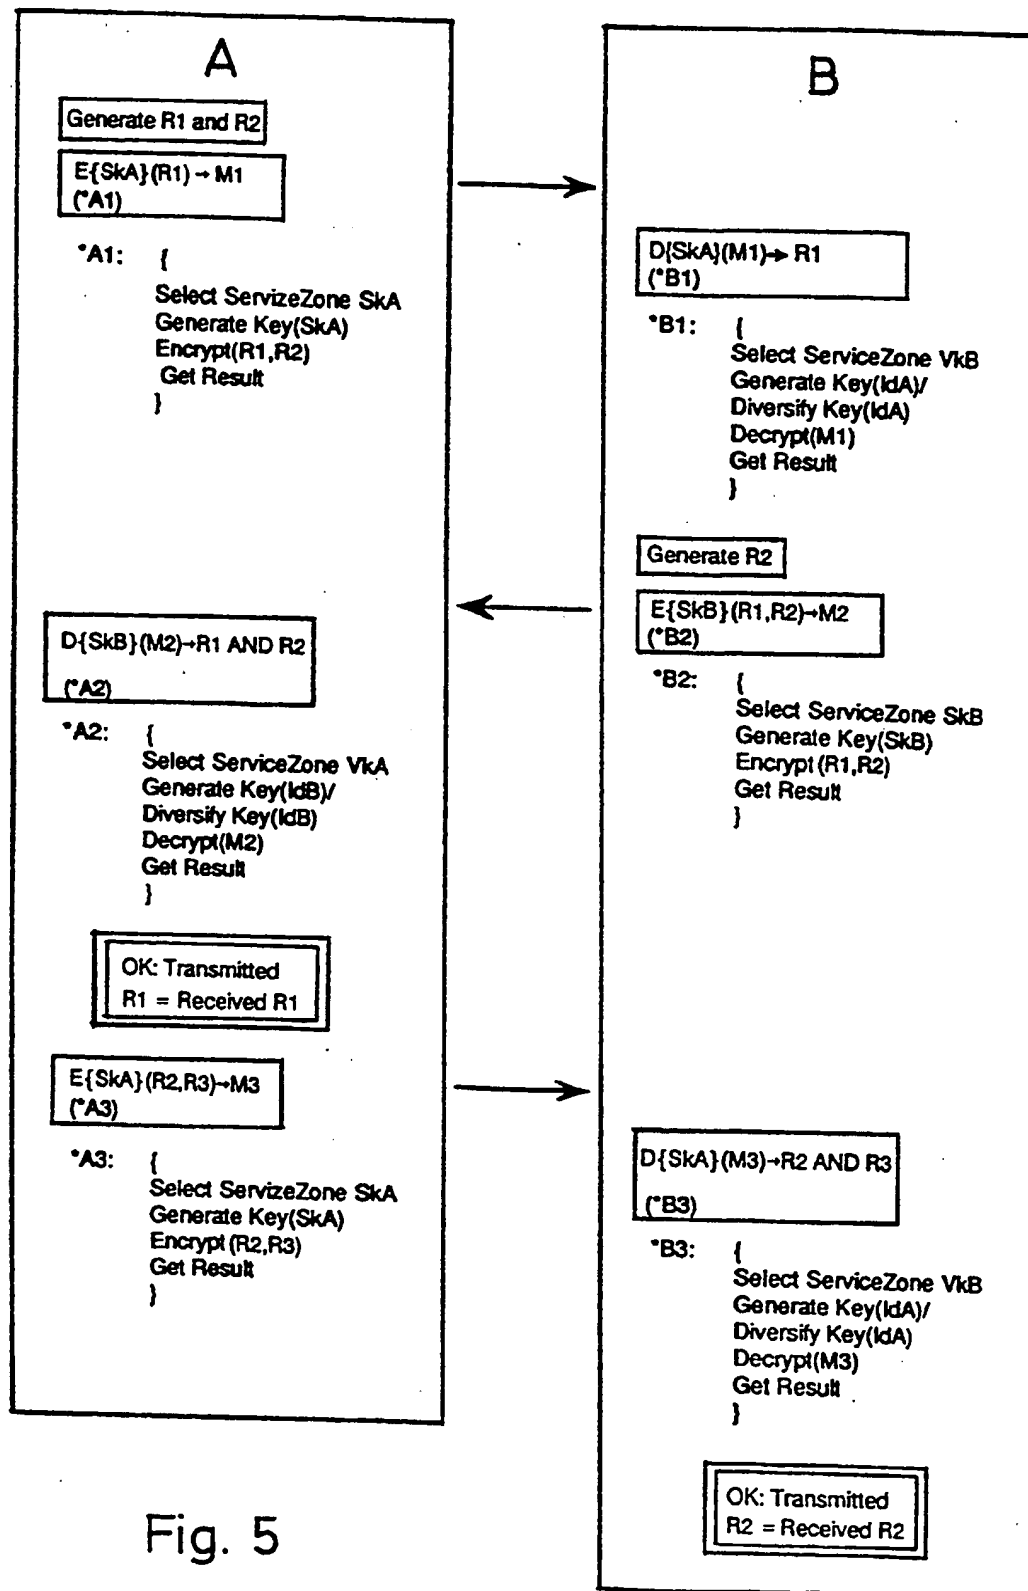 A
Generate R1 and R2
E{SkA}(R1)→M1
(*A1)
*A1: {
Select ServizeZone SkA
Generate Key(SkA)
Encrypt(R1,R2)
Get Result
}
D{SkB}(M2)→R1 AND R2
(*A2)
*A2: {
Select ServiceZone VkA
Generate Key(IdB)/
Diversify Key(IdB)
Decrypt(M2)
Get Result
}
OK: Transmitted
R1 = Received R1
E{SkA}(R2,R3)→M3
(*A3)
*A3: {
Select ServizeZone SkA
Generate Key(SkA)
Encrypt(R2,R3)
Get Result
}
B
D{SkA}(M1)→R1
(*B1)
*B1: {
Select ServiceZone VkB
Generate Key(IdA)/
Diversify Key(IdA)
Decrypt(M1)
Get Result
}
Generate R2
E{SkB}(R1,R2)→M2
(*B2)
*B2: {
Select ServiceZone SkB
Generate Key(SkB)
Encrypt(R1,R2)
Get Result
}
D{SkA}(M3)→R2 AND R3
(*B3)
*B3: {
Select ServiceZone VkB
Generate Key(IdA)/
Diversify Key(IdA)
Decrypt(M3)
Get Result
}
OK: Transmitted
R2 = Received R2
Fig. 5